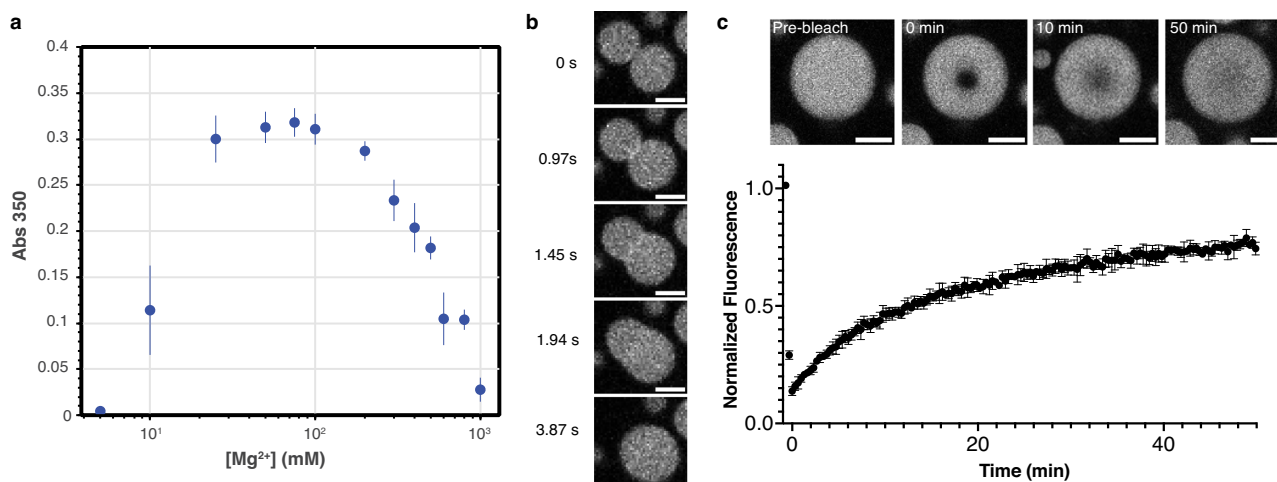 a
0.4
0.35
0.3
0.25
0.2
0.15
0.1
0.05
0
Abs 350
10¹
10²
10³
[Mg²⁺] (mM)
b
0 s
0.97s
1.45 s
1.94 s
3.87 s
c
Pre-bleach
0 min
10 min
50 min
1.0
0.5
0.0
Normalized Fluorescence
0
20
40
Time (min)